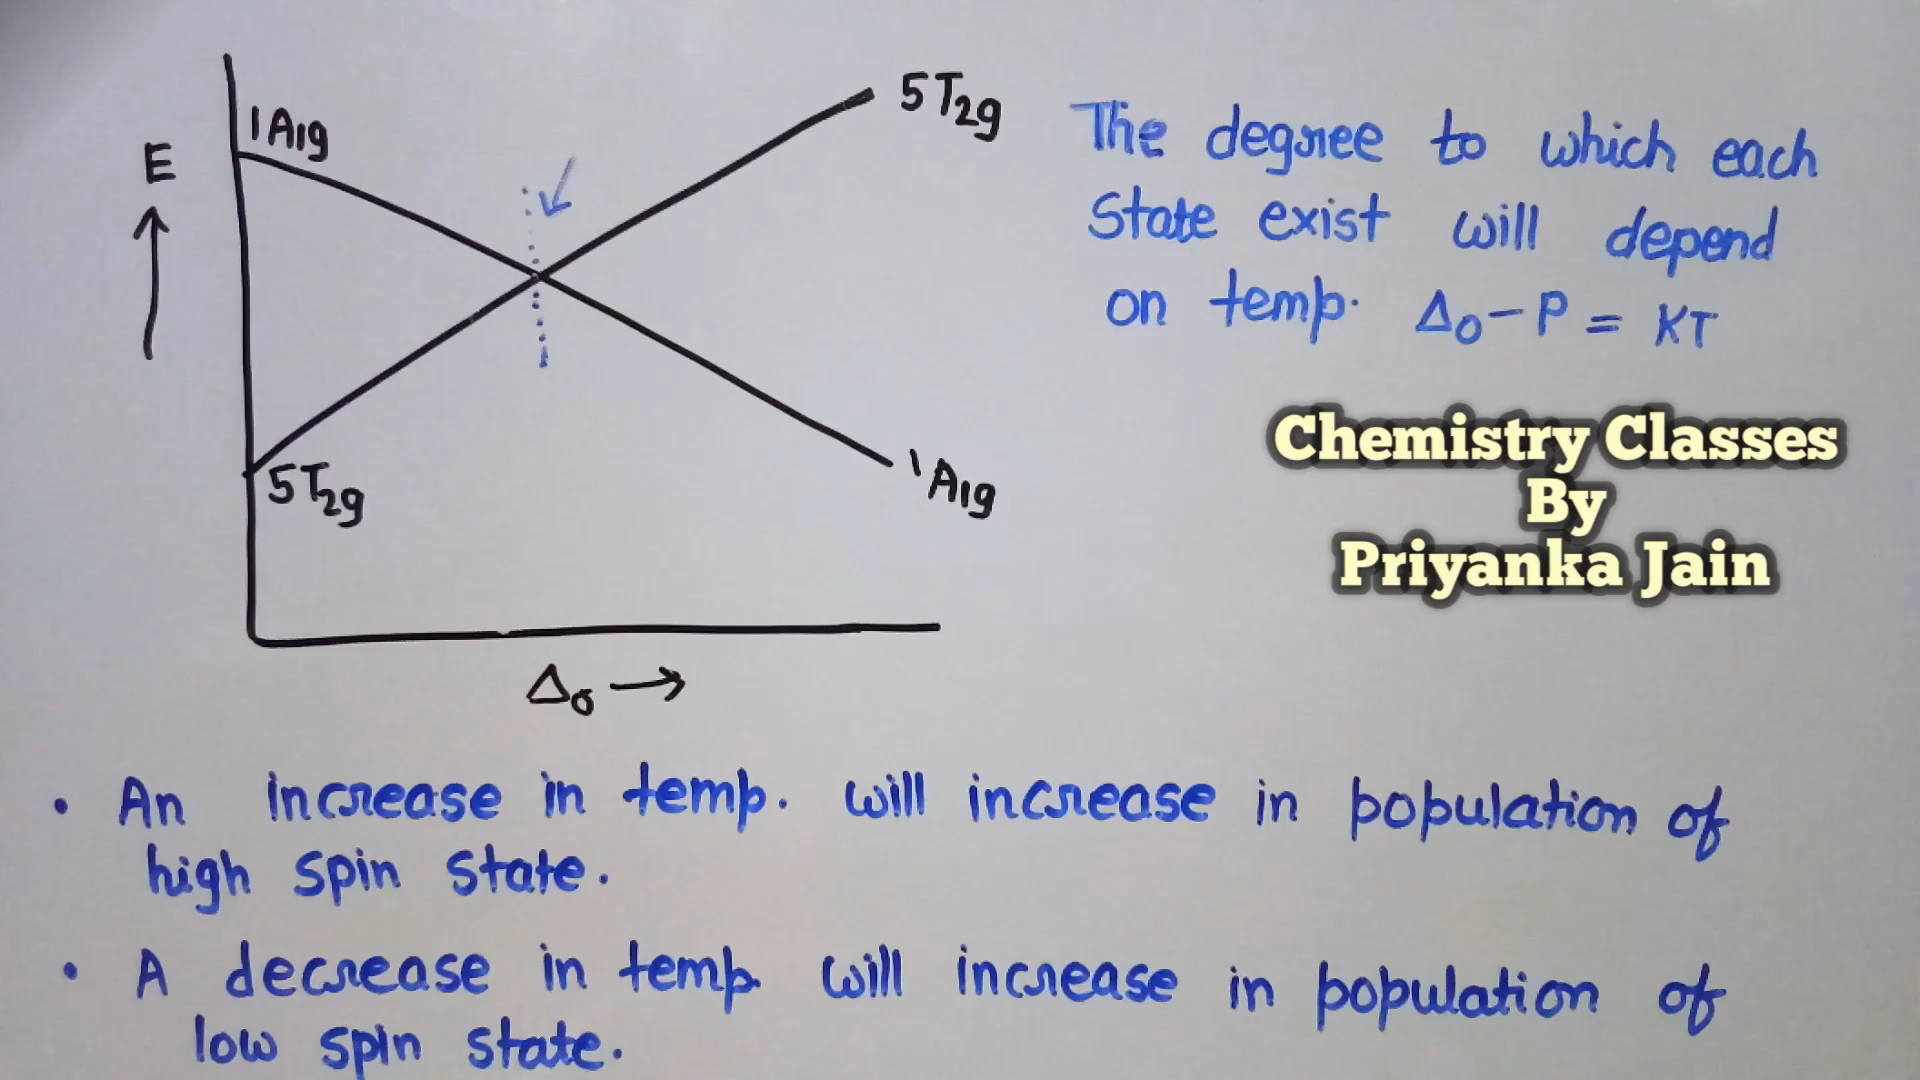 1A1g
E
5T2g
The degree to which each
State exist will depend
on temp. Δo-P = KT
Chemistry Classes
By
Priyanka Jain
5T2g
1A1g
Δo →
• An increase in temp. will increase in population of
high spin state.
• A decrease in temp. will increase in population of
low spin state.